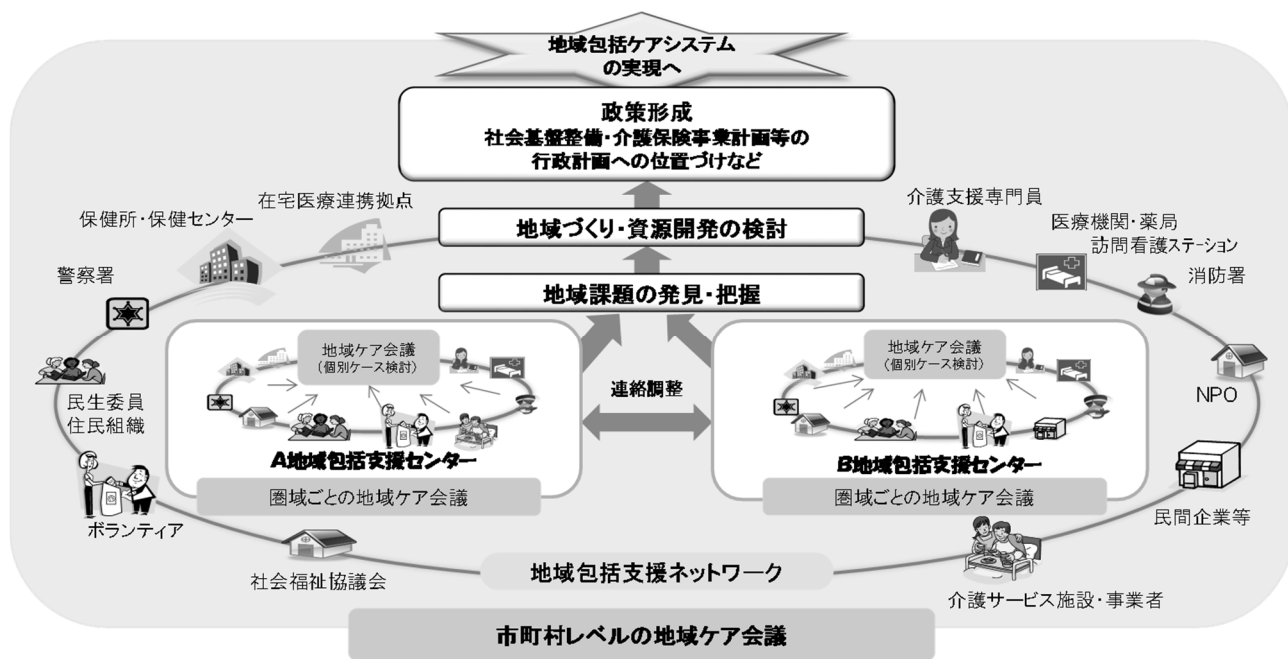 地域包括ケアシステム
の実現へ
政策形成
社会基盤整備・介護保険事業計画等の
行政計画への位置づけなど
在宅医療連携拠点
保健所・保健センター
警察署
民生委員
住民組織
ボランティア
社会福祉協議会
地域づくり・資源開発の検討
地域課題の発見・把握
介護支援専門員
医療機関・薬局
訪問看護ステーション
消防署
NPO
民間企業等
介護サービス施設・事業者
地域ケア会議
(個別ケース検討)
A地域包括支援センター
圏域ごとの地域ケア会議
連絡調整
地域ケア会議
(個別ケース検討)
B地域包括支援センター
圏域ごとの地域ケア会議
地域包括支援ネットワーク
市町村レベルの地域ケア会議